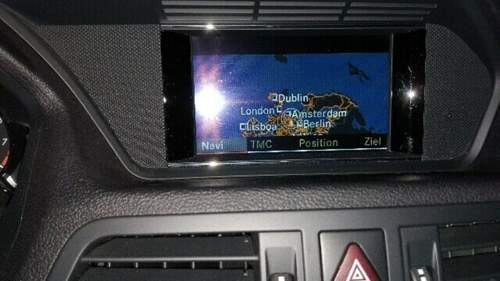 Dublin
London
Amsterdam
Lisboa
Berlin
Navi TMC Position Ziel